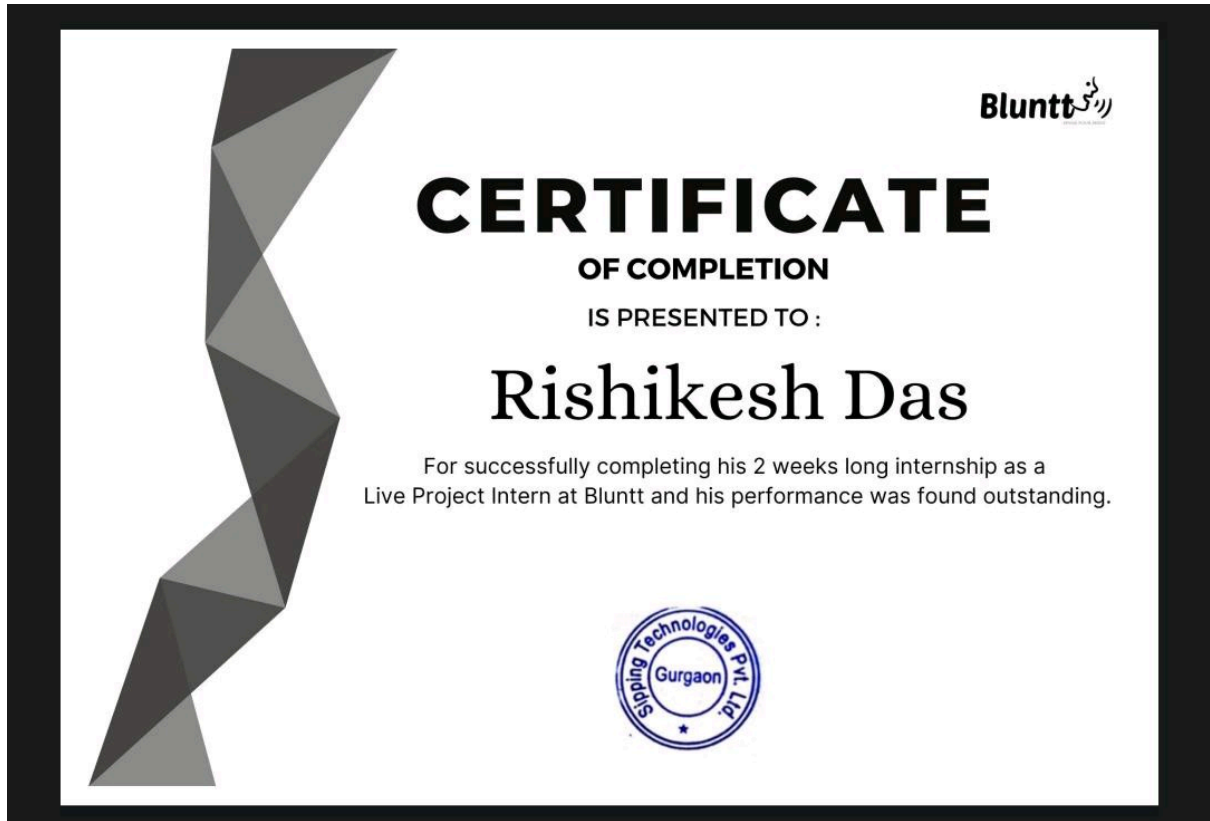 Bluntt
CERTIFICATE
OF COMPLETION
IS PRESENTED TO :
Rishikesh Das
For successfully completing his 2 weeks long internship as a
Live Project Intern at Bluntt and his performance was found outstanding.
Sipping Technologies Pvt. Ltd.
Gurgaon